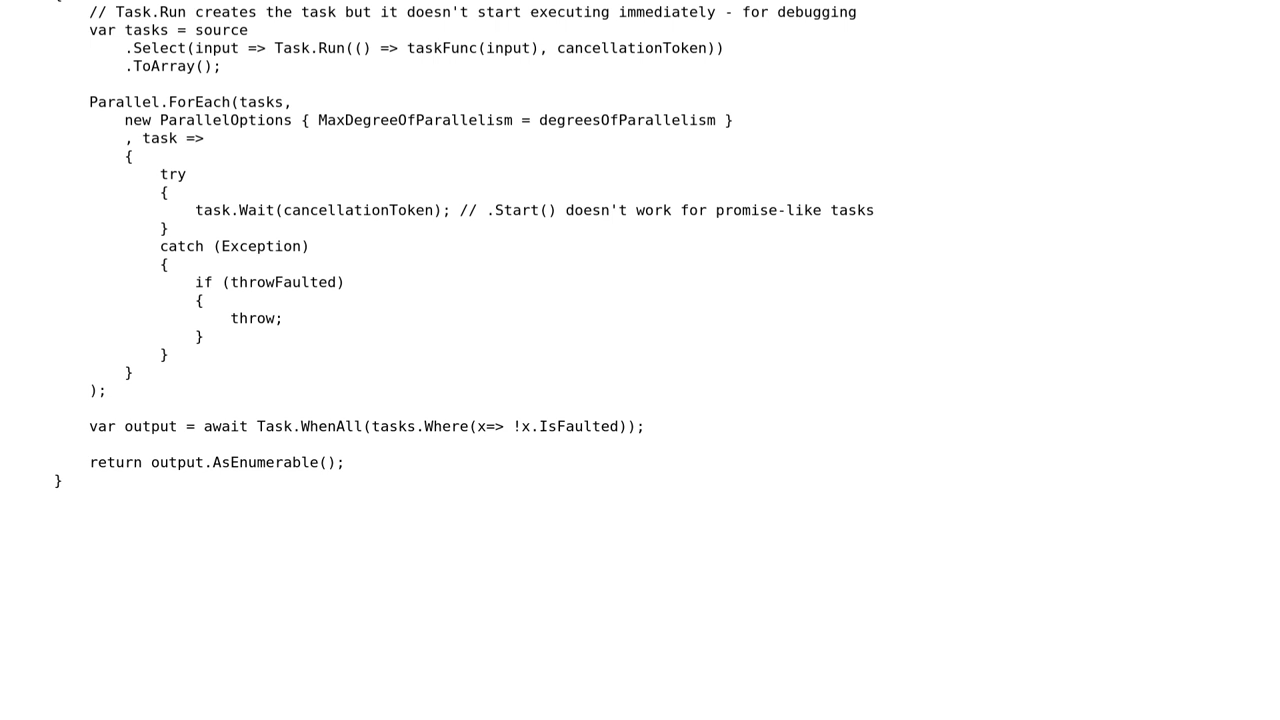 // Task.Run creates the task but it doesn't start executing immediately - for debugging
var tasks = source
.Select(input => Task.Run(() => taskFunc(input), cancellationToken))
.ToArray();
Parallel.ForEach(tasks,
new ParallelOptions { MaxDegreeOfParallelism = degreesOfParallelism }
, task =>
{
try
{
task.Wait(cancellationToken); // .Start() doesn't work for promise-like tasks
}
catch (Exception)
{
if (throwFaulted)
{
throw;
}
}
}
);
var output = await Task.WhenAll(tasks.Where(x=> !x.IsFaulted));
return output.AsEnumerable();
}